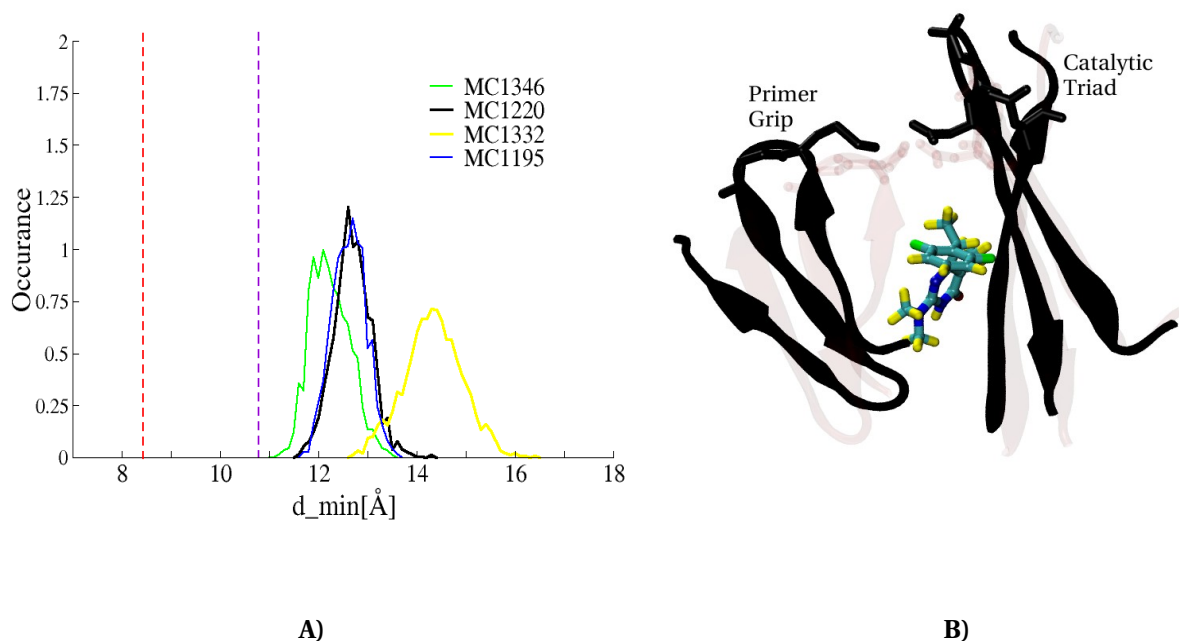 2
1.75
1.5
1.25
1
0.75
0.5
0.25
0
Occurance
8
10
12
14
16
18
d_min[Å]
MC1346
MC1220
MC1332
MC1195
Primer
Grip
Catalytic
Triad
A)
B)